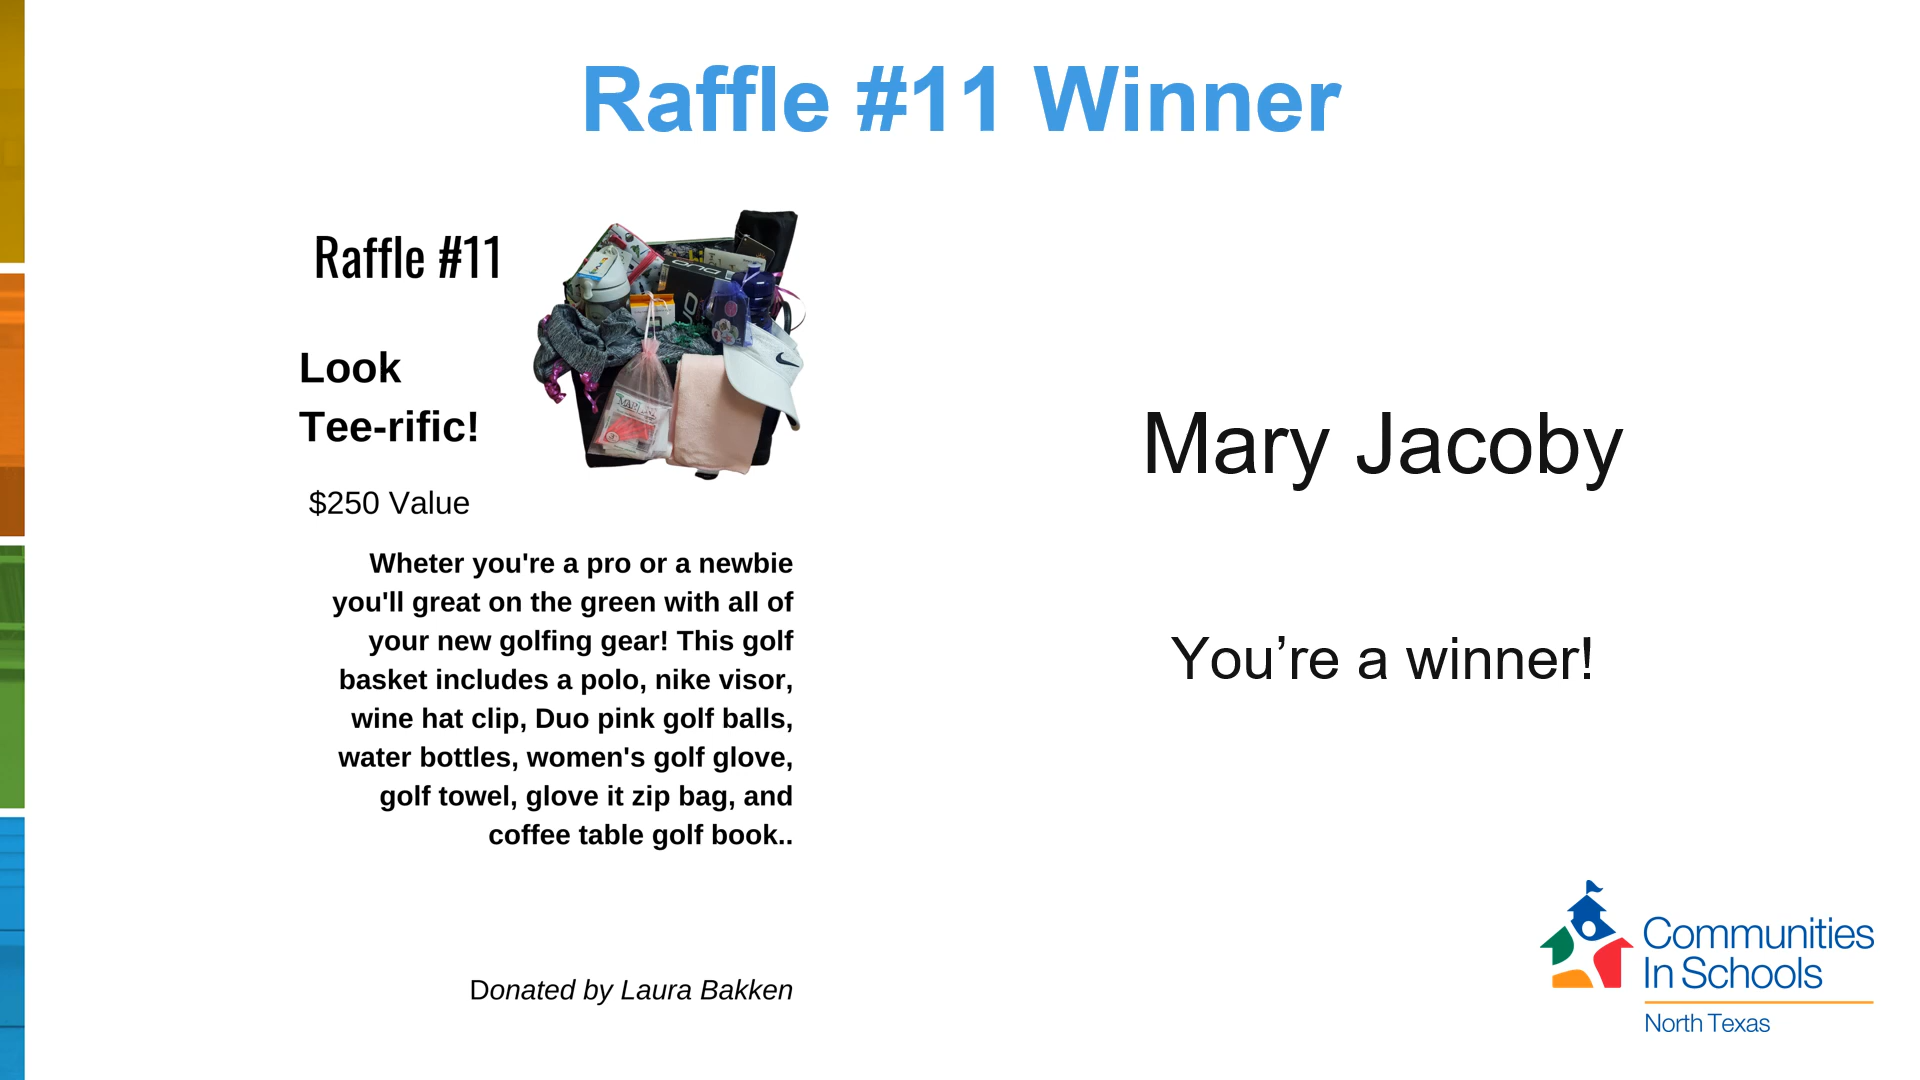 Raffle #11 Winner
Raffle #11
Look
Tee-rific!
$250 Value
Wheter you're a pro or a newbie
you'll great on the green with all of
your new golfing gear! This golf
basket includes a polo, nike visor,
wine hat clip, Duo pink golf balls,
water bottles, women's golf glove,
golf towel, glove it zip bag, and
coffee table golf book..
Donated by Laura Bakken
DUO
Mary Jacoby
You’re a winner!
Communities
In Schools
North Texas